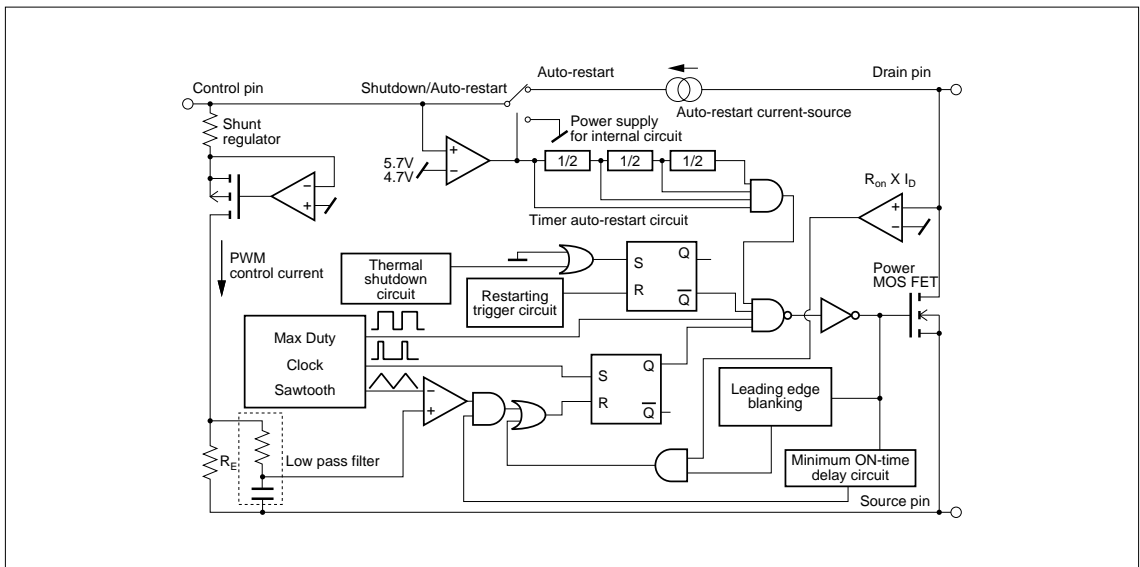 Control pin
Shutdown/Auto-restart
Auto-restart
Drain pin
Auto-restart current-source
Shunt
regulator
Power supply
for internal circuit
5.7V
4.7V
+
−
1/2
1/2
1/2
−
+
Ron X ID
+
−
Timer auto-restart circuit
PWM
control current
Thermal
shutdown
circuit
Restarting
trigger circuit
S
Q
R
Q
Power
MOS FET
Max Duty
Clock
Sawtooth
−
+
S
Q
R
Q
Leading edge
blanking
RE
Low pass filter
Minimum ON-time
delay circuit
Source pin